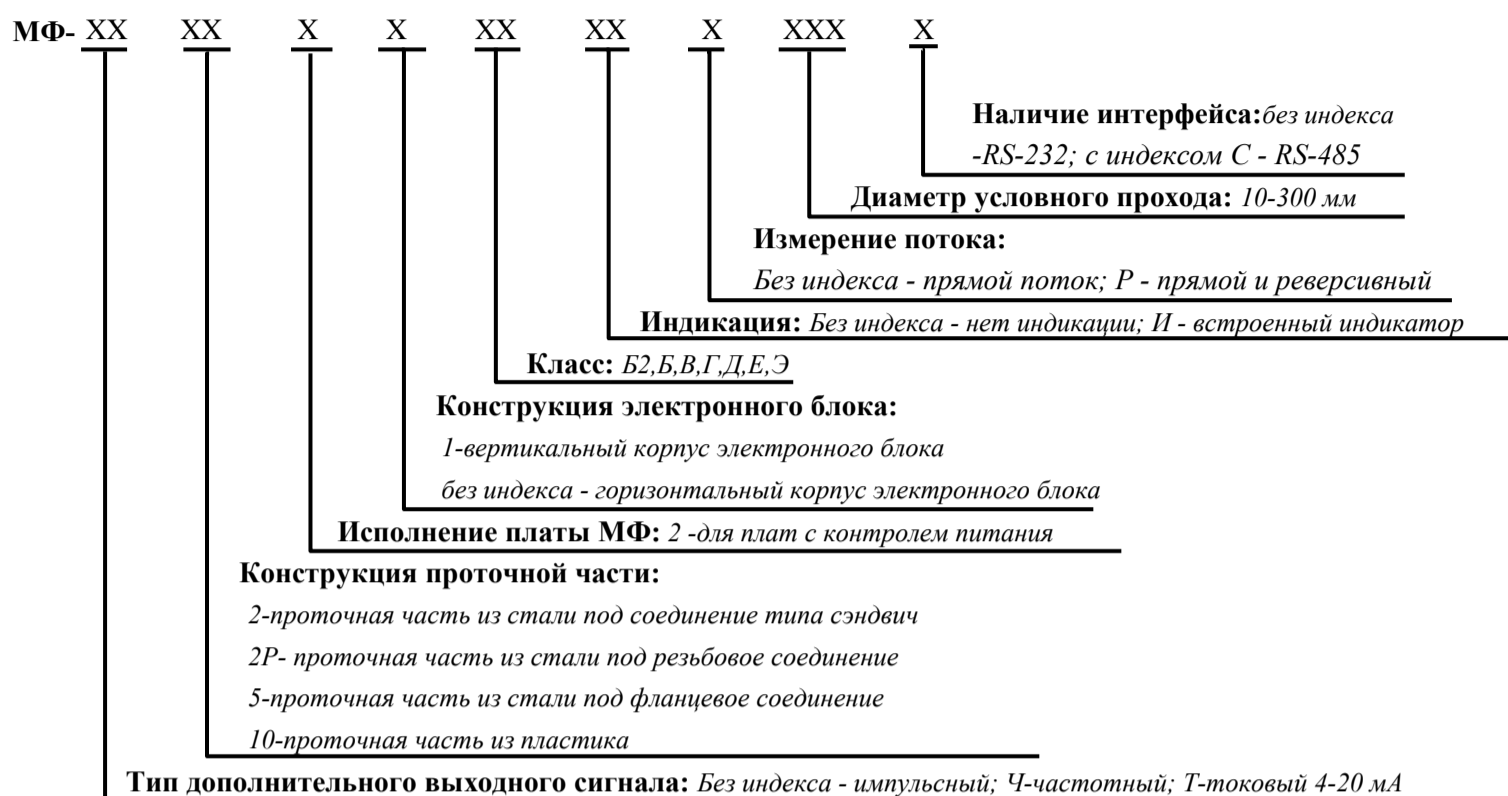 МФ- XX XX X X XX XX X XXX X
Наличие интерфейса:без индекса
-RS-232; с индексом С - RS-485
Диаметр условного прохода: 10-300 мм
Измерение потока:
Без индекса - прямой поток; Р - прямой и реверсивный
Индикация: Без индекса - нет индикации; И - встроенный индикатор
Класс: Б2,Б,В,Г,Д,Е,Э
Конструкция электронного блока:
1-вертикальный корпус электронного блока
без индекса - горизонтальный корпус электронного блока
Исполнение платы МФ: 2 -для плат с контролем питания
Конструкция проточной части:
2-проточная часть из стали под соединение типа сэндвич
2Р- проточная часть из стали под резьбовое соединение
5-проточная часть из стали под фланцевое соединение
10-проточная часть из пластика
Тип дополнительного выходного сигнала: Без индекса - импульсный; Ч-частотный; Т-токовый 4-20 мА